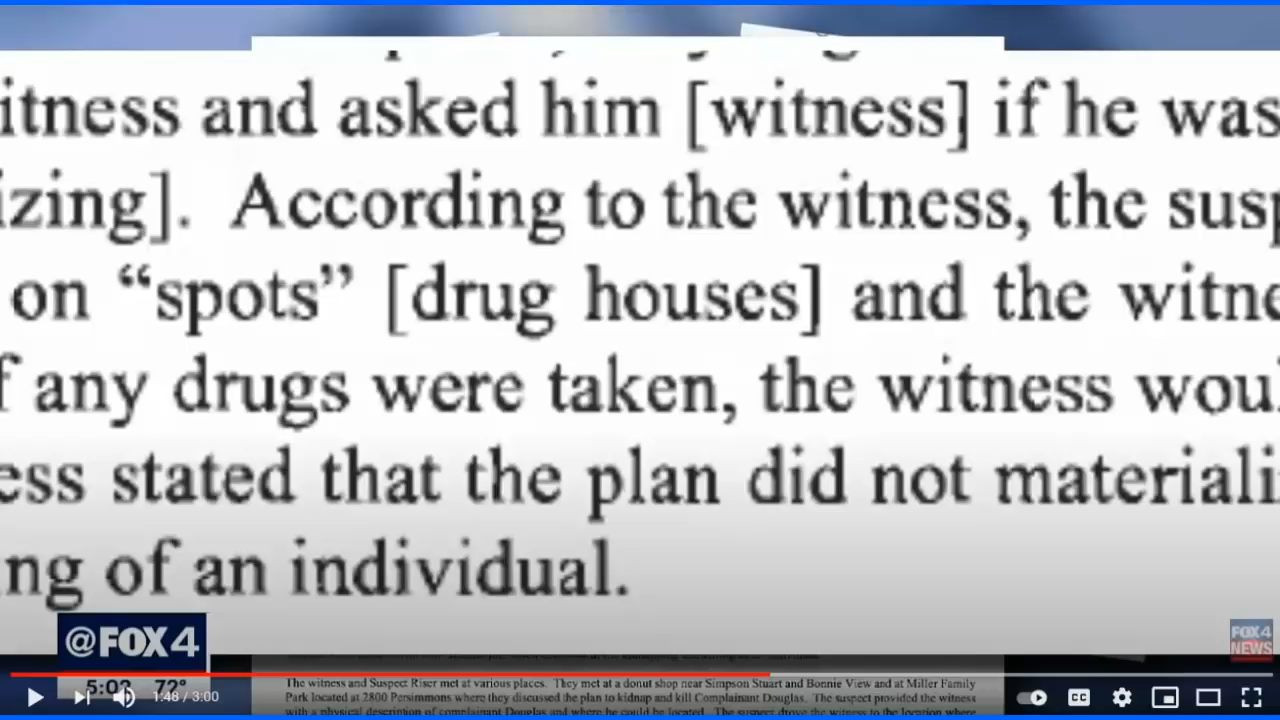 itness and asked him [witness] if he was
izing]. According to the witness, the susp
on “spots” [drug houses] and the witne
f any drugs were taken, the witness woul
ess stated that the plan did not materiali
ng of an individual.
@FOX4
FOX4
NEWS
5:02 72°
The witness and Suspect Riser met at various places. They met at a donut shop near Simpson Stuart and Bonnie View and at Miller Family
Park located at 2800 Persimmons where they discussed the plan to kidnap and kill Complainant Douglas. The suspect provided the witness
with a physical description of complainant Douglas and where he could be located. The suspect drove the witness to the location where
1:48 / 3:00
CC